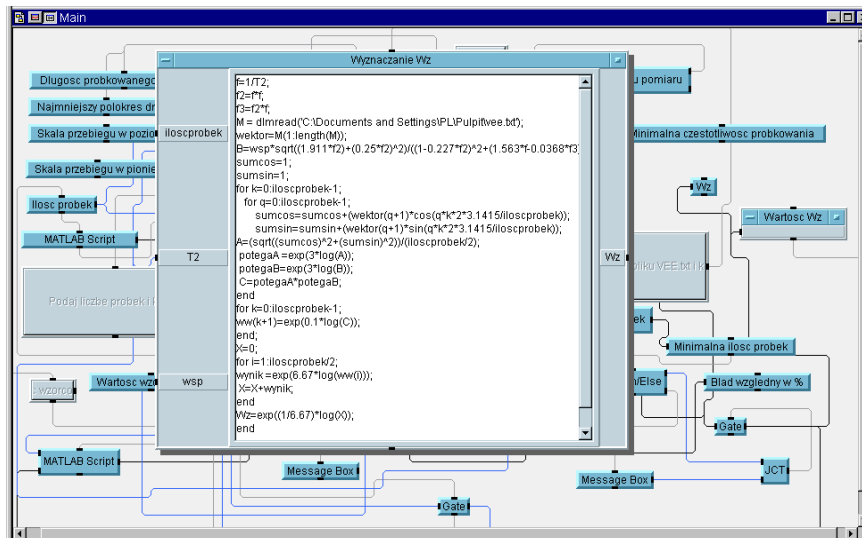 Main
Wyznaczanie Wz
Dlugosc probkowanego
u pomiaru
Najmniejszy polokres dr
iloscprobek
Skala przebiegu w pozio
Minimalna czestotliwosc probkowania
Skala przebiegu w pionie
Wz
Ilosc probek
Wartosc Wz
MATLAB Script
T2
Wz
Podaj liczbe probek i k
pliku VEE.txt i k
ek
Minimalna ilosc probek
wzorco
Wartosc wzo
wsp
n/Else
Blad wzgledny w %
Gate
MATLAB Script
Message Box
Message Box
JCT
Gate
f=1/T2;
f2=f*f;
f3=f2*f;
M = dlmread('C:\Documents and Settings\PL\Pulpit\vee.txt');
wektor=M(1:length(M));
B=wsp*sqrt((1.911*f2)+(0.25*f2)^2)/((1-0.227*f2)^2+(1.563*f-0.0368*f3)
sumcos=1;
sumsin=1;
for k=0:iloscprobek-1;
for q=0:iloscprobek-1;
sumcos=sumcos+(wektor(q+1)*cos(q*k*2*3.1415/iloscprobek));
sumsin=sumsin+(wektor(q+1)*sin(q*k*2*3.1415/iloscprobek));
A=(sqrt((sumcos)^2+(sumsin)^2))/(iloscprobek/2);
potegaA=exp(3*log(A));
potegaB=exp(3*log(B));
C=potegaA*potegaB;
end
for k=0:iloscprobek-1;
ww(k+1)=exp(0.1*log(C));
end;
X=0;
for i=1:iloscprobek/2;
wynik=exp(6.67*log(ww(i)));
X=X+wynik;
end
Wz=exp((1/6.67)*log(X));
end